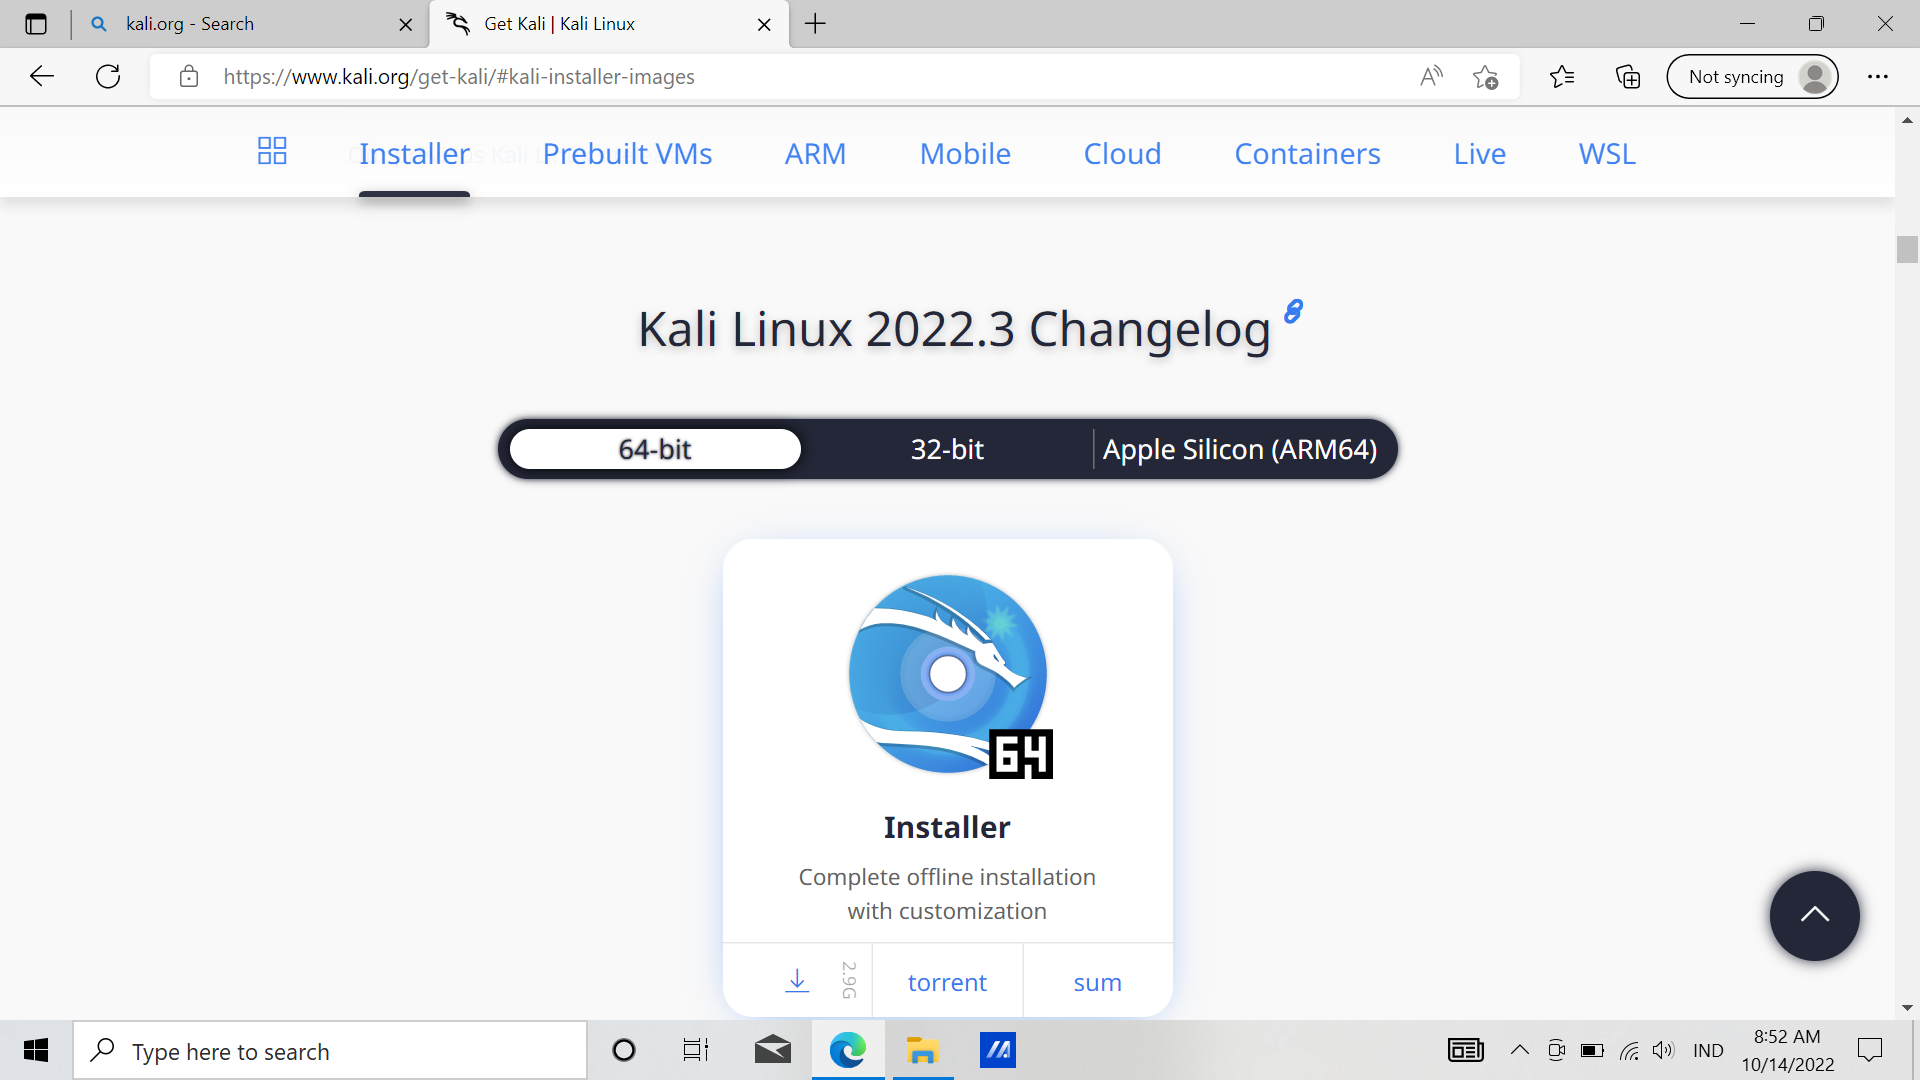 kali.org - Search
Get Kali | Kali Linux
https://www.kali.org/get-kali/#kali-installer-images
Not syncing
Installer
Prebuilt VMs
ARM
Mobile
Cloud
Containers
Live
WSL
Kali Linux 2022.3 Changelog
64-bit
32-bit
Apple Silicon (ARM64)
64
Installer
Complete offline installation
with customization
2.9G
torrent
sum
Type here to search
IND
8:52 AM
10/14/2022